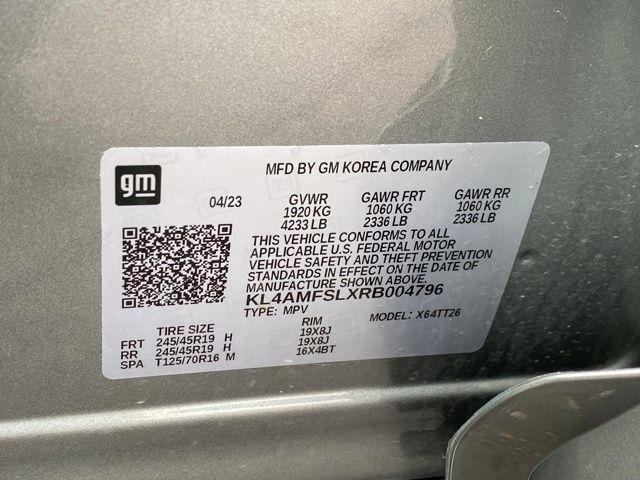 gm
MFD BY GM KOREA COMPANY
04/23 GVWR GAWR FRT GAWR RR
1920 KG 1060 KG 1060 KG
4233 LB 2336 LB 2336 LB
THIS VEHICLE CONFORMS TO ALL
APPLICABLE U.S. FEDERAL MOTOR
VEHICLE SAFETY AND THEFT PREVENTION
STANDARDS IN EFFECT ON THE DATE OF
MANUFACTURE SHOWN ABOVE.
KL4AMFSLXRB004796
TYPE: MPV MODEL: X64TT26
TIRE SIZE RIM
FRT 245/45R19 H 19X8J
RR 245/45R19 H 19X8J
SPA T125/70R16 M 16X4BT